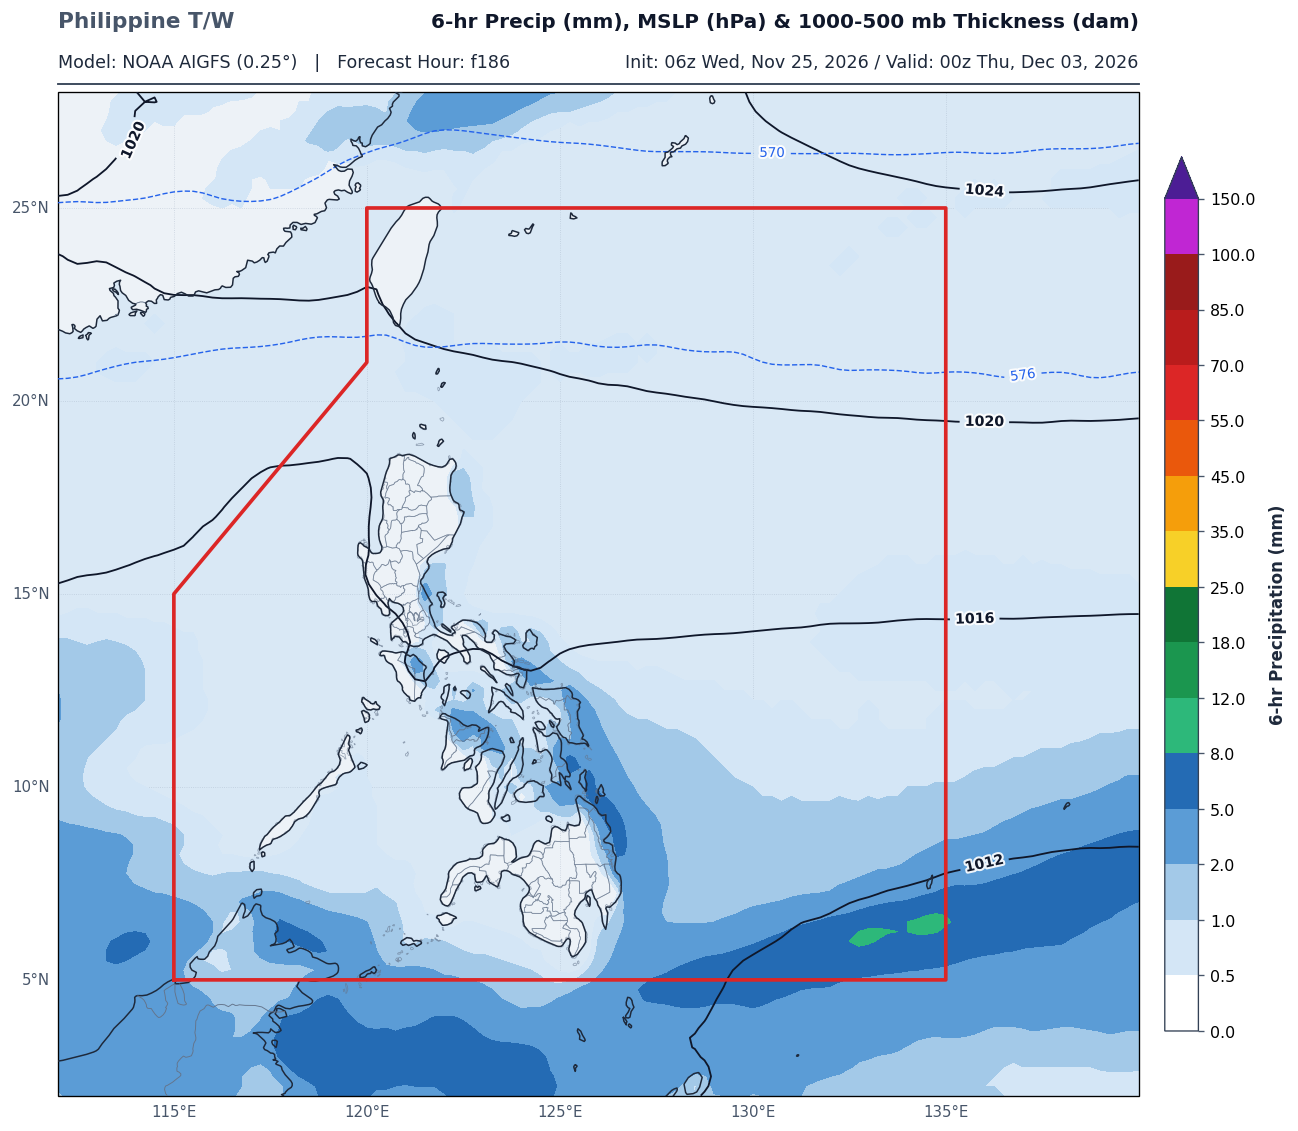 Philippine T/W
6-hr Precip (mm), MSLP (hPa) & 1000-500 mb Thickness (dam)
Model: NOAA AIGFS (0.25°) | Forecast Hour: f186
Init: 06z Wed, Nov 25, 2026 / Valid: 00z Thu, Dec 03, 2026
1020
570
1024
576
1020
1016
1012
25°N
20°N
15°N
10°N
5°N
115°E
120°E
125°E
130°E
135°E
150.0
100.0
85.0
70.0
55.0
45.0
35.0
25.0
18.0
12.0
8.0
5.0
2.0
1.0
0.5
0.0
6-hr Precipitation (mm)